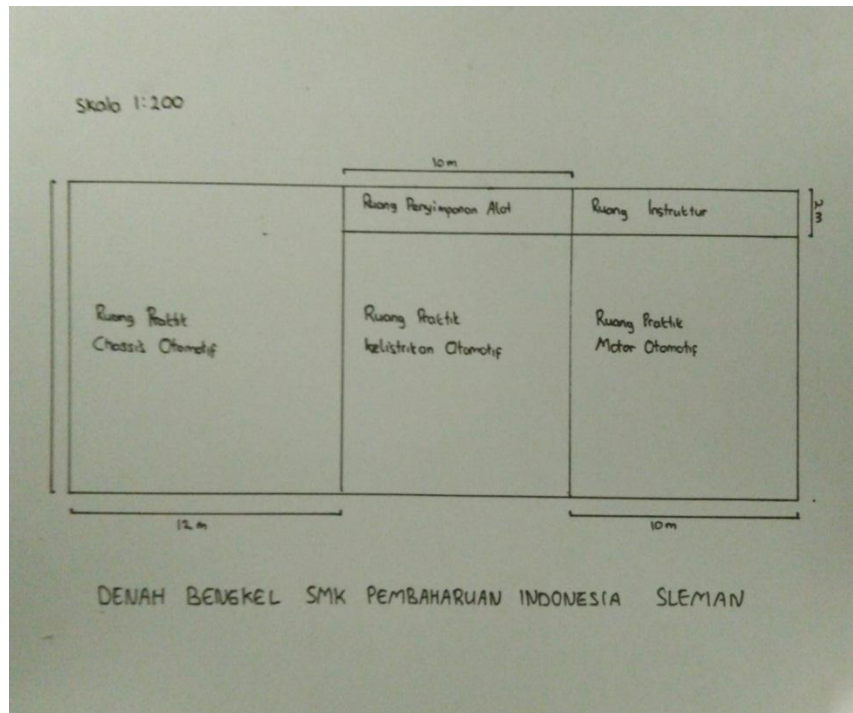 Skala 1:200
10 m
Ruang Penyimpanan Alat
Ruang Instruktur
2 m
Ruang Praktik
Chassis Otomotif
Ruang Praktik
kelistrikan Otomotif
Ruang Praktik
Motor Otomotif
12 m
10 m
DENAH BENGKEL SMK PEMBAHARUAN INDONESIA SLEMAN